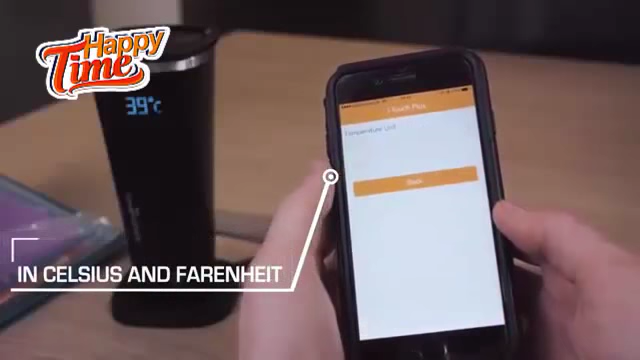 Happy
Time
39°C
Temperature Unit
IN CELSIUS AND FARENHEIT